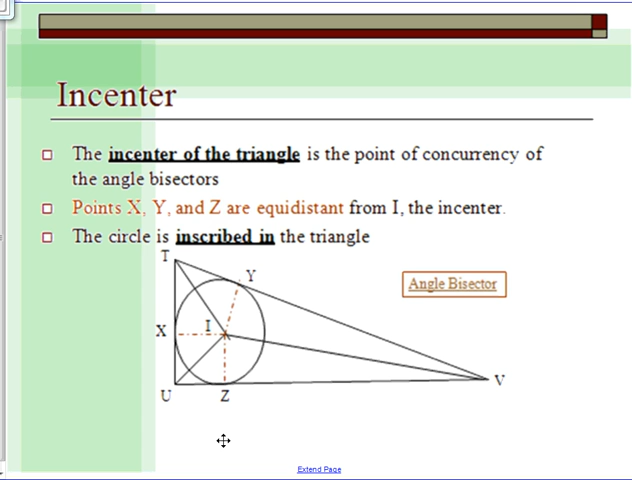 Incenter
The incenter of the triangle is the point of concurrency of
the angle bisectors
Points X, Y, and Z are equidistant from I, the incenter.
The circle is inscribed in the triangle
T
Y
Angle Bisector
X
I
V
U
Z
Extend Page